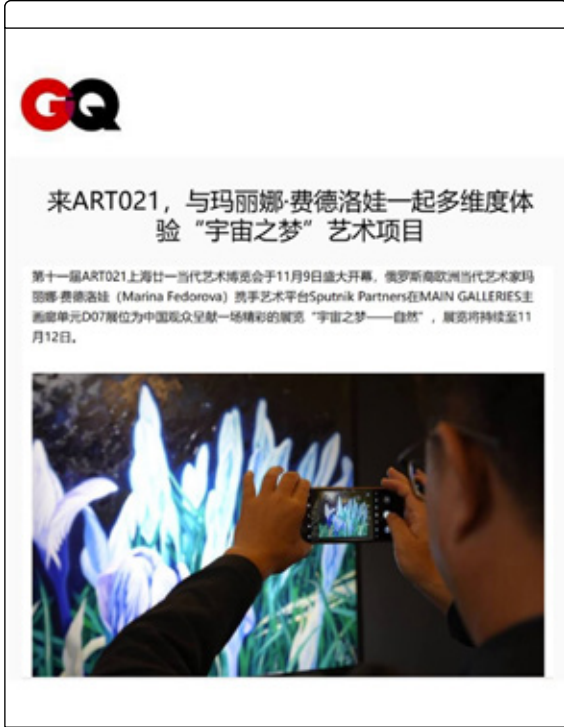 GQ
来ART021，与玛丽娜·费德洛娃一起多维度体
验“宇宙之梦”艺术项目
第十一届ART021上海廿一当代艺术博览会于11月9日盛大开幕，俄罗斯裔欧洲当代艺术家玛
丽娜·费德洛娃（Marina Fedorova）携手艺术平台Sputnik Partners在MAIN GALLERIES主
画廊单元D07展位为中国观众呈献一场精彩的展览“宇宙之梦——自然”，展览将持续至11
月12日。